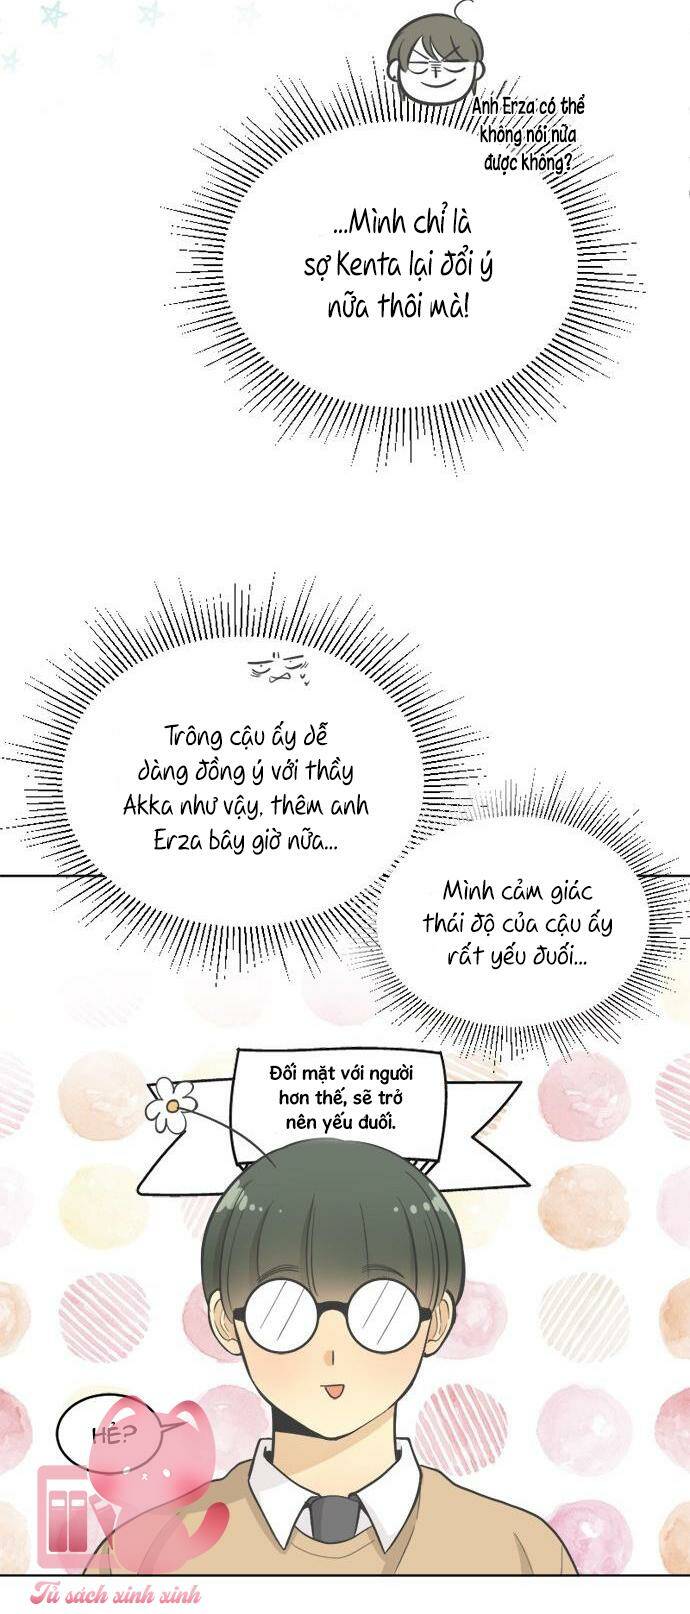 Anh Erza có thể
không nói nữa
được không?
...Mình chỉ là
sợ Kenta lại đổi ý
nữa thôi mà!
Trông cậu ấy dễ
dàng đồng ý với thầy
Akka như vậy, thêm anh
Erza bây giờ nữa...
Mình cảm giác
thái độ của cậu ấy
rất yếu đuối...
Đối mặt với người
hơn thế, sẽ trở
nên yếu đuối.
HẺ?
Tủ sách xinh xinh